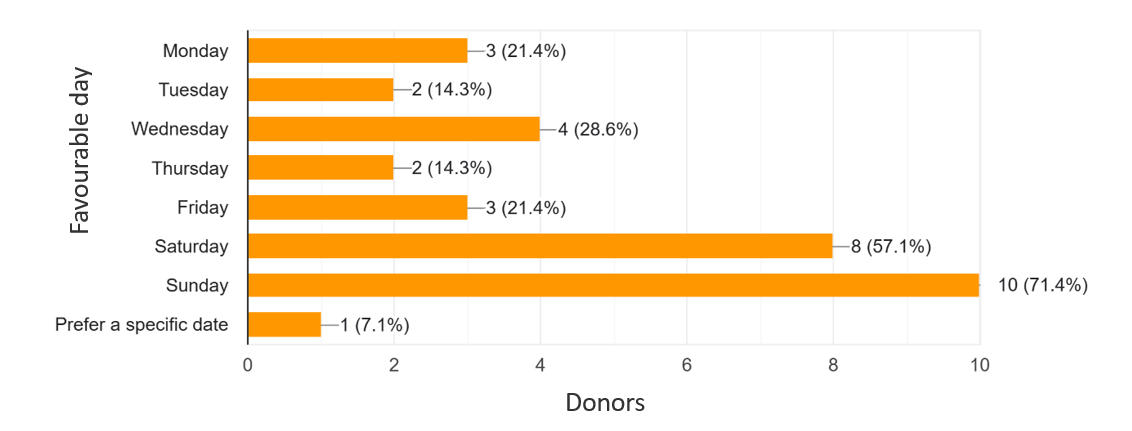 Favourable day
Monday 3 (21.4%)
Tuesday 2 (14.3%)
Wednesday 4 (28.6%)
Thursday 2 (14.3%)
Friday 3 (21.4%)
Saturday 8 (57.1%)
Sunday 10 (71.4%)
Prefer a specific date 1 (7.1%)
0 2 4 6 8 10
Donors